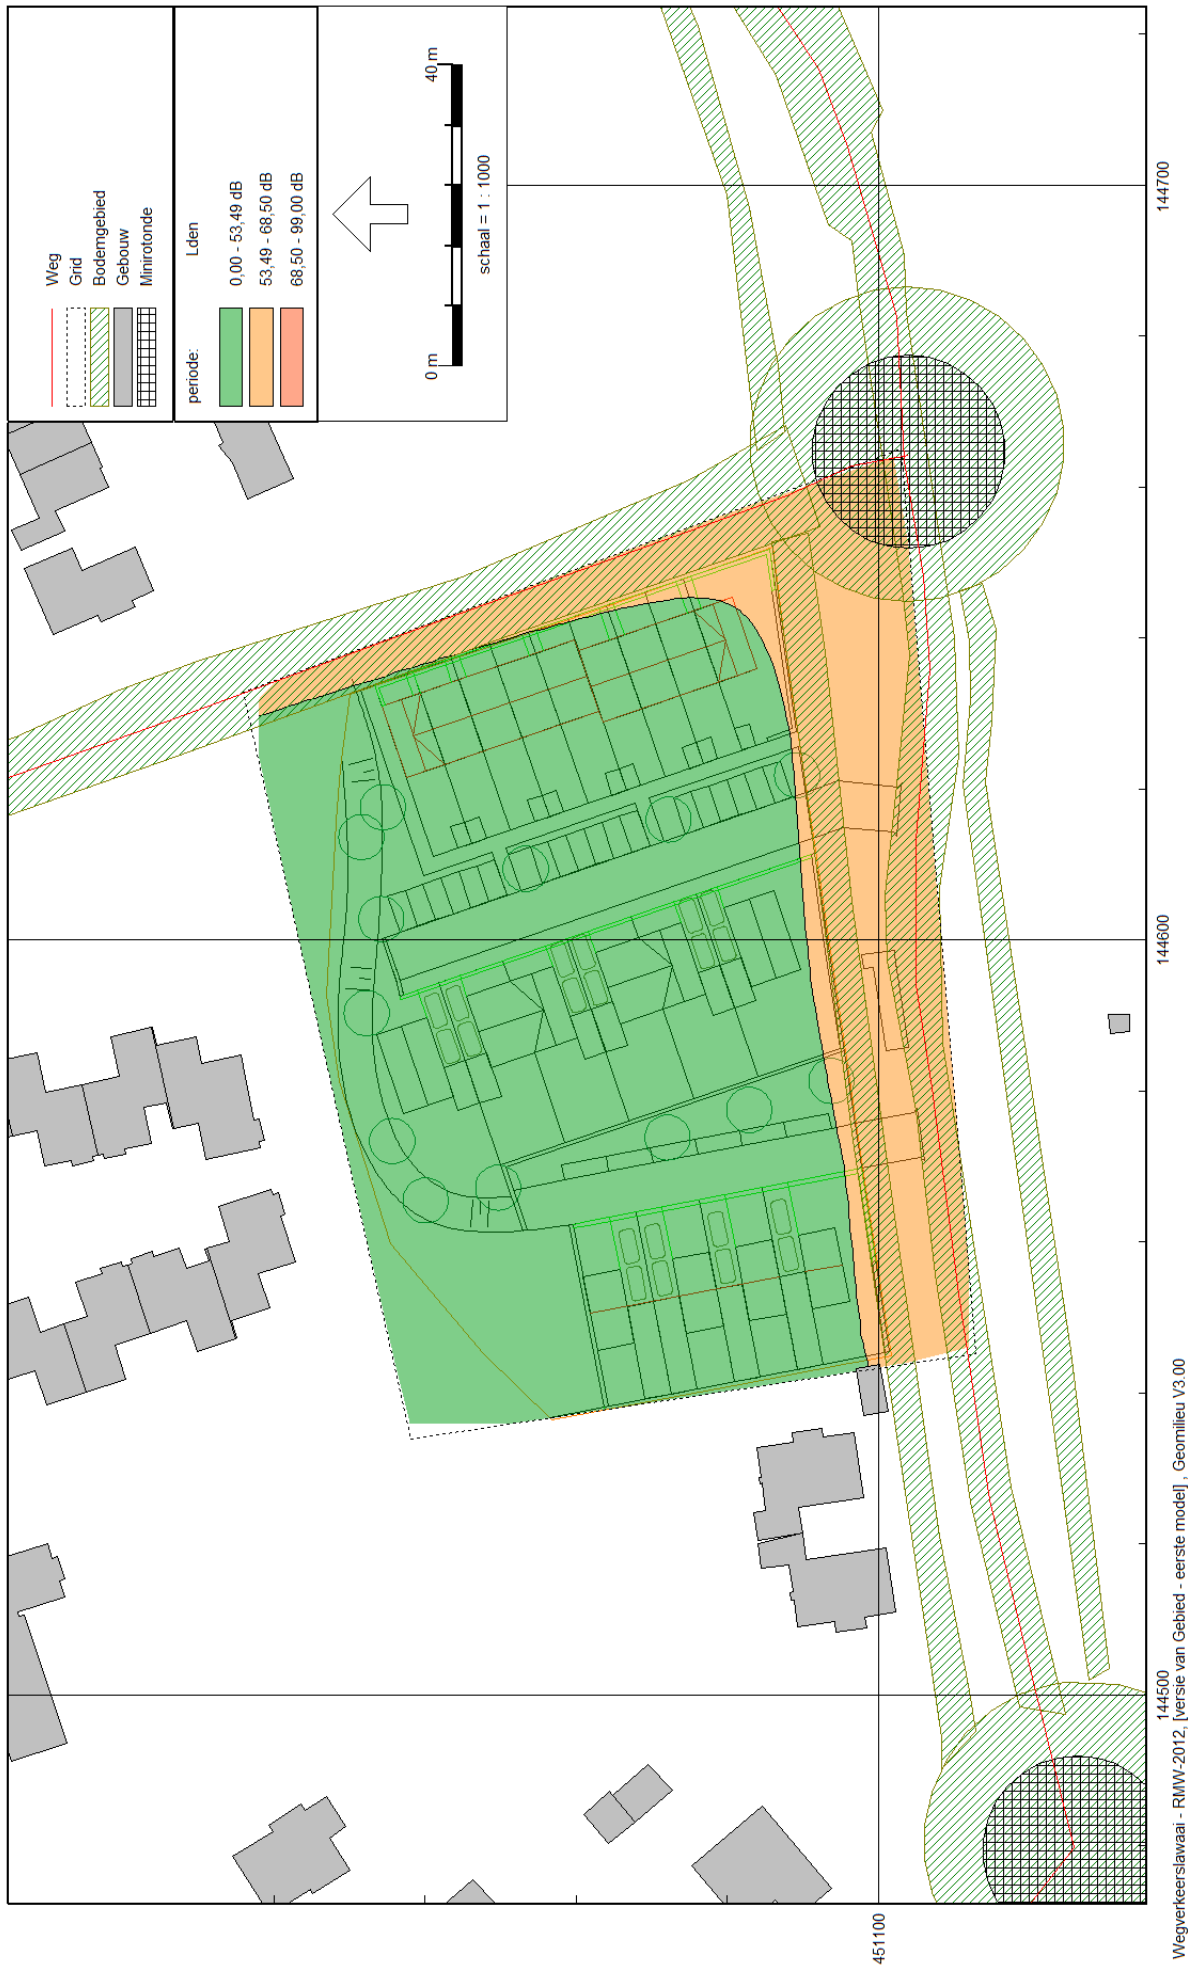 Weg
Grid
Bodemgebied
Gebouw
Minirotonde
periode: Lden
0,00 - 53,49 dB
53,49 - 68,50 dB
68,50 - 99,00 dB
0 m 40 m
schaal = 1 : 1000
451100
144500
144600
144700
Wegverkeerslawaai - RMW-2012, [versie van Gebied - eerste model] , Geomilieu V3.00